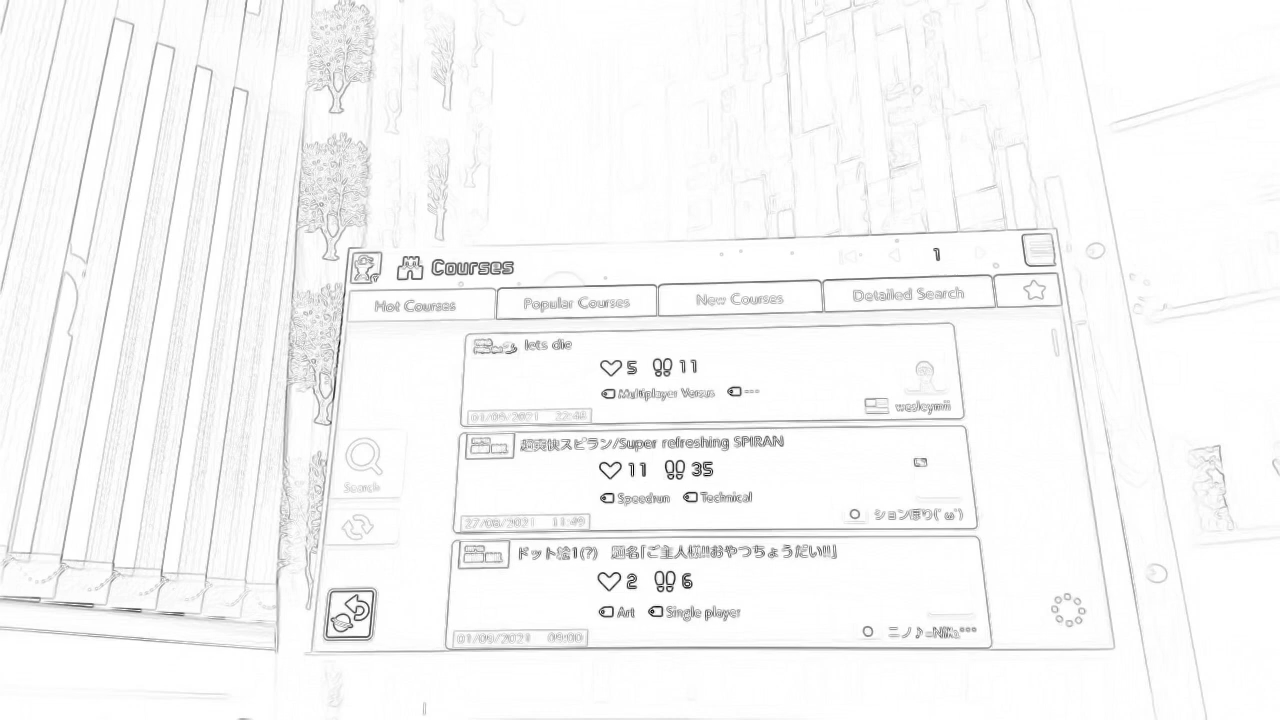 Courses
1
Hot Courses
Popular Courses
New Courses
Detailed Search
lets die
5 11
Multiplayer Versus ---
wesleymii
超爽快スピラン/Super refreshing SPIRAN
11 35
Speedrun Technical
27/06/2021 11:49
ションぼり(´ω`)
Search
ドット絵1(?) 題名「ご主人様!!おやつちょうだい!!」
2 6
Art Single player
01/09/2021 09:00